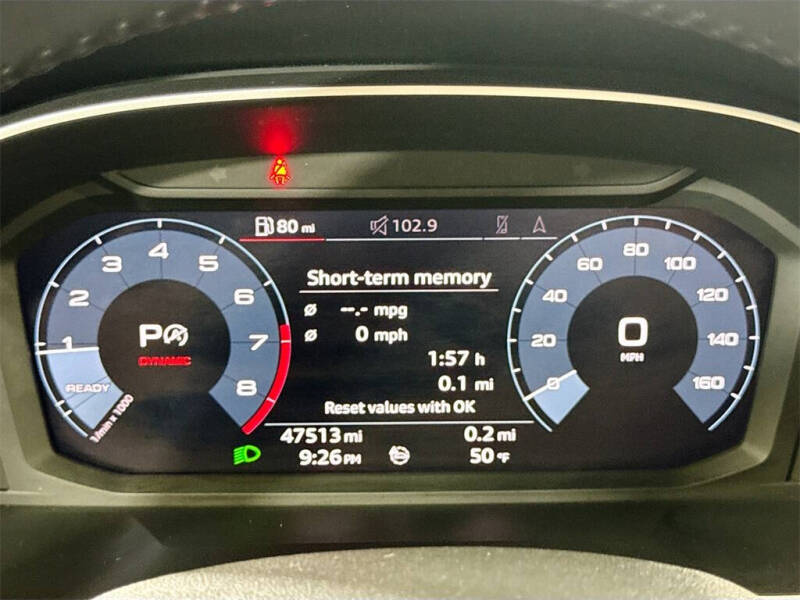 80 mi
102.9
1
2
3
4
5
6
7
8
READY
1/min x 1000
P
DYNAMIC
Short-term memory
Ø --.- mpg
Ø 0 mph
1:57 h
0.1 mi
Reset values with OK
47513 mi 0.2 mi
9:26 PM 50 °F
0
20
40
60
80
100
120
140
160
0
MPH